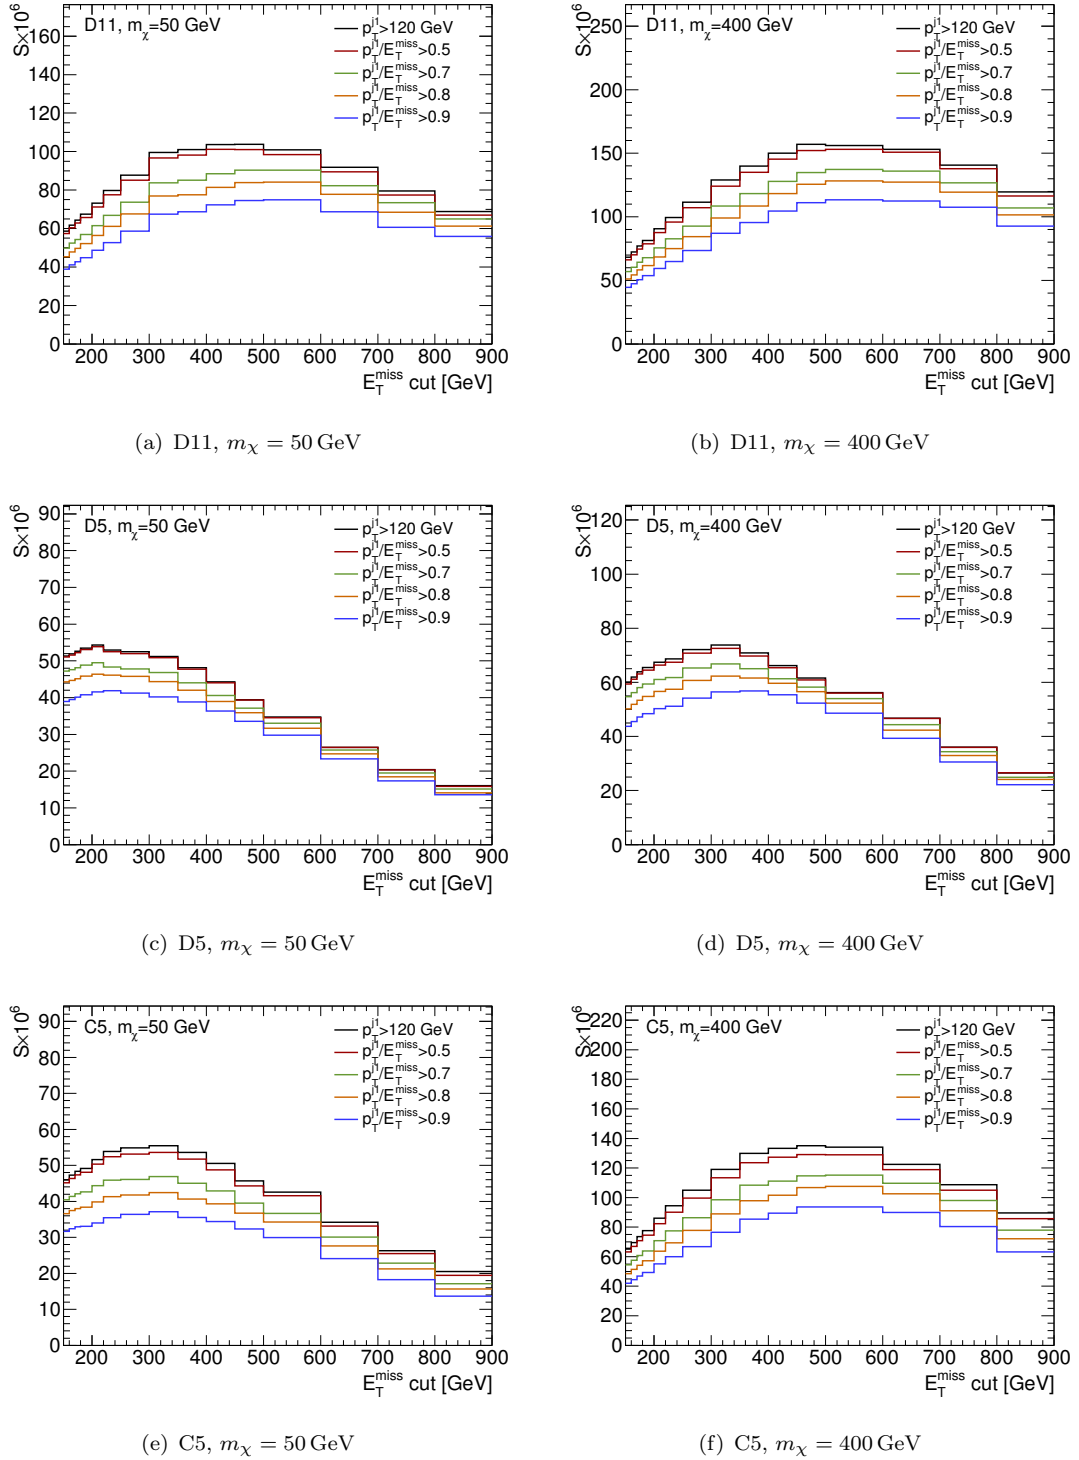 D11, mχ=50 GeV
S×10⁶
p_T^j1>120 GeV
p_T^j1/E_T^miss>0.5
p_T^j1/E_T^miss>0.7
p_T^j1/E_T^miss>0.8
p_T^j1/E_T^miss>0.9
160
140
120
100
80
60
40
20
0
200 300 400 500 600 700 800 900
E_T^miss cut [GeV]
(a) D11, mχ = 50 GeV
D11, mχ=400 GeV
S×10⁶
p_T^j1>120 GeV
p_T^j1/E_T^miss>0.5
p_T^j1/E_T^miss>0.7
p_T^j1/E_T^miss>0.8
p_T^j1/E_T^miss>0.9
250
200
150
100
50
0
200 300 400 500 600 700 800 900
E_T^miss cut [GeV]
(b) D11, mχ = 400 GeV
D5, mχ=50 GeV
S×10⁶
p_T^j1>120 GeV
p_T^j1/E_T^miss>0.5
p_T^j1/E_T^miss>0.7
p_T^j1/E_T^miss>0.8
p_T^j1/E_T^miss>0.9
90
80
70
60
50
40
30
20
10
0
200 300 400 500 600 700 800 900
E_T^miss cut [GeV]
(c) D5, mχ = 50 GeV
D5, mχ=400 GeV
S×10⁶
p_T^j1>120 GeV
p_T^j1/E_T^miss>0.5
p_T^j1/E_T^miss>0.7
p_T^j1/E_T^miss>0.8
p_T^j1/E_T^miss>0.9
120
100
80
60
40
20
0
200 300 400 500 600 700 800 900
E_T^miss cut [GeV]
(d) D5, mχ = 400 GeV
C5, mχ=50 GeV
S×10⁶
p_T^j1>120 GeV
p_T^j1/E_T^miss>0.5
p_T^j1/E_T^miss>0.7
p_T^j1/E_T^miss>0.8
p_T^j1/E_T^miss>0.9
90
80
70
60
50
40
30
20
10
0
200 300 400 500 600 700 800 900
E_T^miss cut [GeV]
(e) C5, mχ = 50 GeV
C5, mχ=400 GeV
S×10⁶
p_T^j1>120 GeV
p_T^j1/E_T^miss>0.5
p_T^j1/E_T^miss>0.7
p_T^j1/E_T^miss>0.8
p_T^j1/E_T^miss>0.9
220
200
180
160
140
120
100
80
60
40
20
0
200 300 400 500 600 700 800 900
E_T^miss cut [GeV]
(f) C5, mχ = 400 GeV